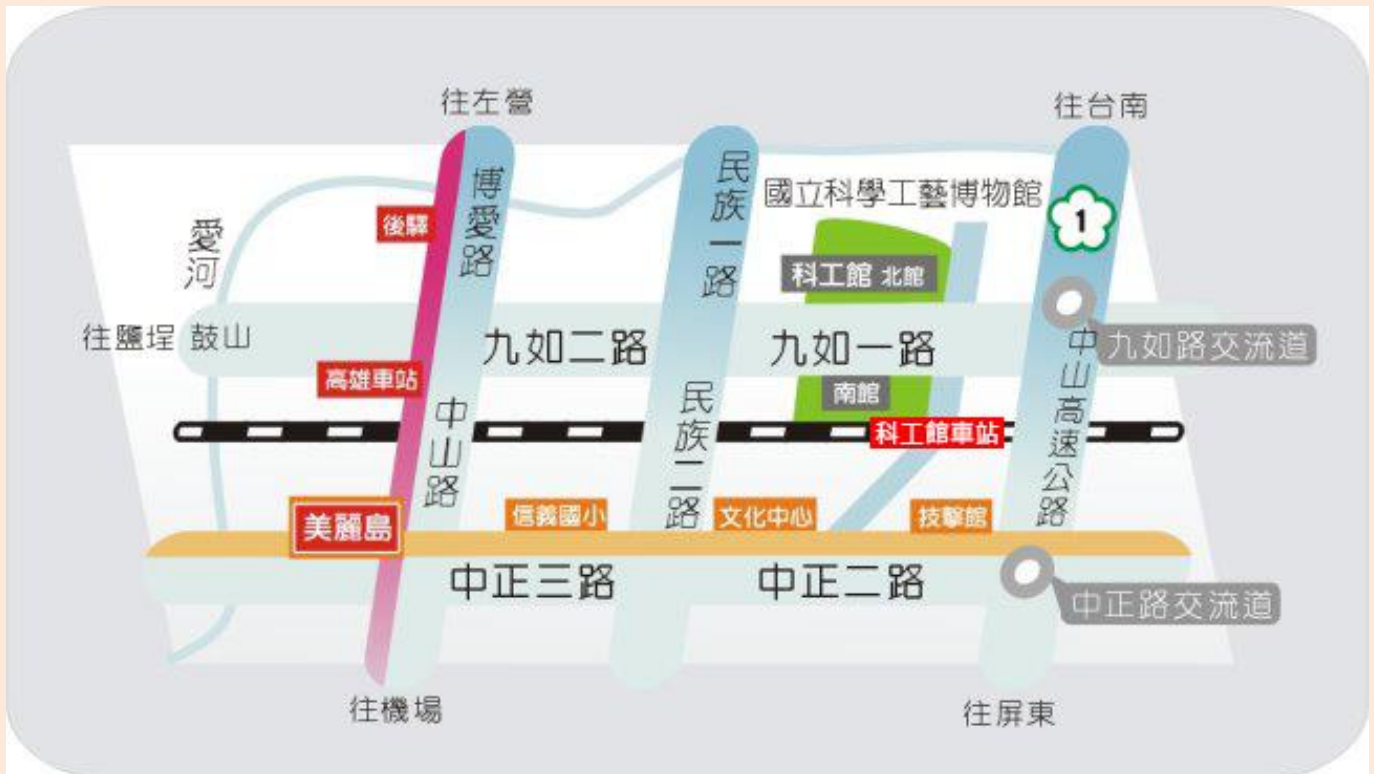 往左營
往台南
博愛路
民族一路
國立科學工藝博物館
1
後驛
愛河
科工館 北館
往鹽埕 鼓山
九如二路
九如一路
九如路交流道
高雄車站
南館
中山路
民族二路
科工館車站
中山高速公路
美麗島
信義國小
文化中心
技擊館
中正三路
中正二路
中正路交流道
往機場
往屏東